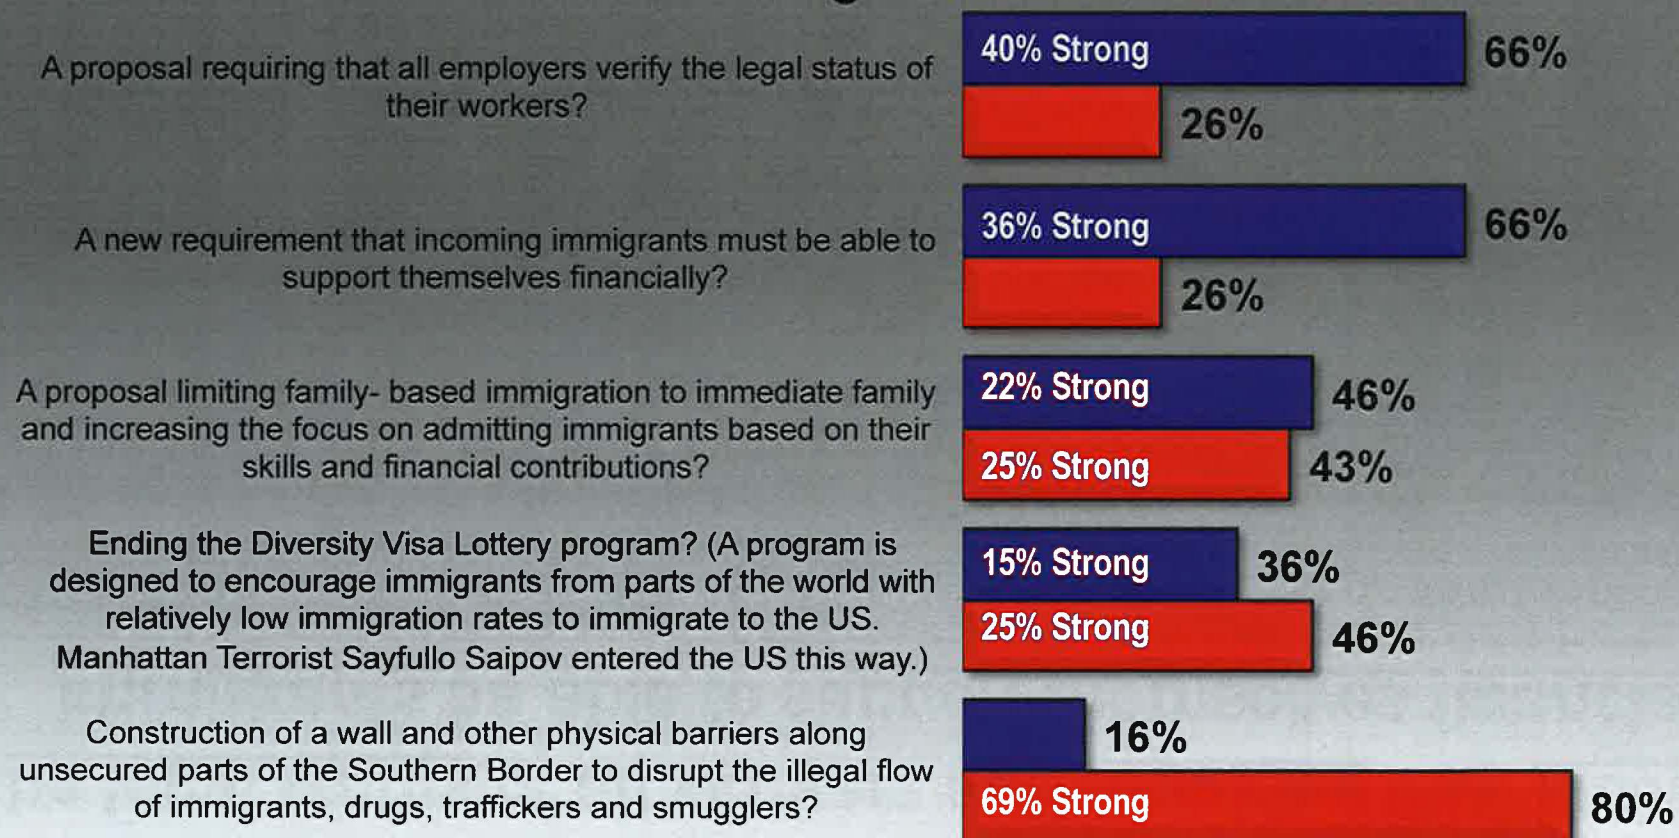 A proposal requiring that all employers verify the legal status of
their workers?
40% Strong
66%
26%
A new requirement that incoming immigrants must be able to
support themselves financially?
36% Strong
66%
26%
A proposal limiting family- based immigration to immediate family
and increasing the focus on admitting immigrants based on their
skills and financial contributions?
22% Strong
46%
25% Strong
43%
Ending the Diversity Visa Lottery program? (A program is
designed to encourage immigrants from parts of the world with
relatively low immigration rates to immigrate to the US.
Manhattan Terrorist Sayfullo Saipov entered the US this way.)
15% Strong
36%
25% Strong
46%
Construction of a wall and other physical barriers along
unsecured parts of the Southern Border to disrupt the illegal flow
of immigrants, drugs, traffickers and smugglers?
16%
69% Strong
80%